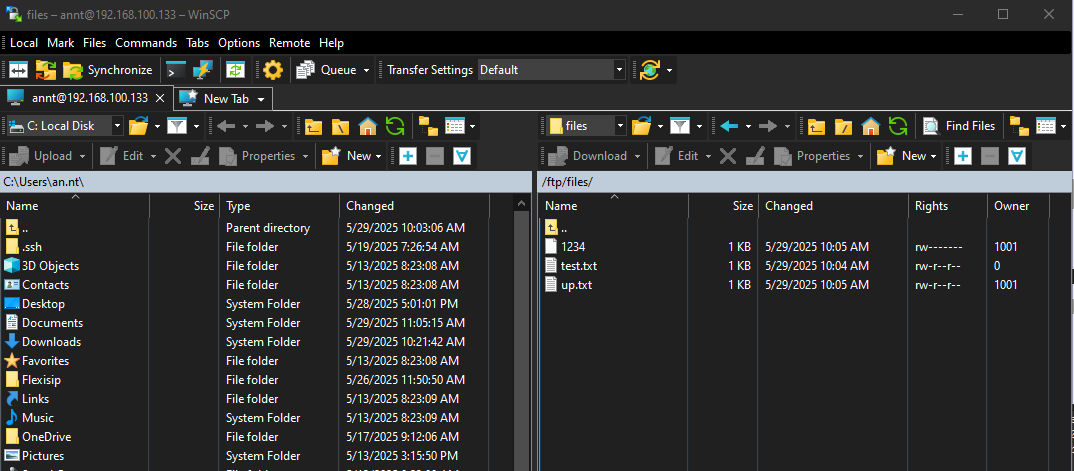 files – annt@192.168.100.133 – WinSCP
Local Mark Files Commands Tabs Options Remote Help
Synchronize Queue Transfer Settings Default
annt@192.168.100.133 × New Tab
C: Local Disk files Find Files
Upload Edit Properties New Download Edit Properties New
C:\Users\an.nt\ /ftp/files/
Name Size Type Changed Name Size Changed Rights Owner
.. Parent directory 5/29/2025 10:03:06 AM ..
.ssh File folder 5/19/2025 7:26:54 AM 1234 1 KB 5/29/2025 10:05 AM rw------- 1001
3D Objects File folder 5/13/2025 8:23:08 AM test.txt 1 KB 5/29/2025 10:04 AM rw-r--r-- 0
Contacts File folder 5/13/2025 8:23:08 AM up.txt 1 KB 5/29/2025 10:05 AM rw-r--r-- 1001
Desktop System Folder 5/28/2025 5:01:01 PM
Documents System Folder 5/29/2025 11:05:15 AM
Downloads System Folder 5/29/2025 10:21:42 AM
Favorites File folder 5/13/2025 8:23:08 AM
Flexisip File folder 5/26/2025 11:50:50 AM
Links File folder 5/13/2025 8:23:09 AM
Music System Folder 5/13/2025 8:23:09 AM
OneDrive File folder 5/17/2025 9:12:06 AM
Pictures System Folder 5/13/2025 3:15:50 PM